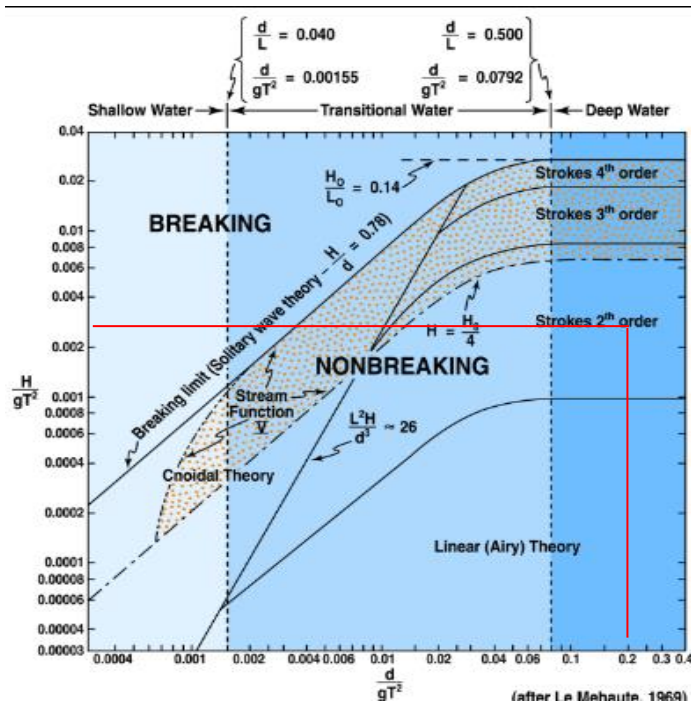 d/L = 0.040
d/gT² = 0.00155
d/L = 0.500
d/gT² = 0.0792
Shallow Water
Transitional Water
Deep Water
0.04
0.02
0.01
0.008
0.006
0.004
0.002
0.001
0.0008
0.0006
0.0004
0.0002
0.0001
0.00008
0.00006
0.00004
0.00003
H/gT²
H₀/L₀ = 0.14
Strokes 4th order
Strokes 3th order
BREAKING
Breaking limit (Solitary wave theory - H/d = 0.78)
H = H₀/4
Strokes 2th order
NONBREAKING
Stream
Function
V
L²H/d³ ≈ 26
Cnoidal Theory
Linear (Airy) Theory
0.0004
0.001
0.002
0.004
0.006
0.01
0.02
0.04
0.06
0.1
0.2
0.3
0.4
d/gT²
(after Le Mehaute, 1969)